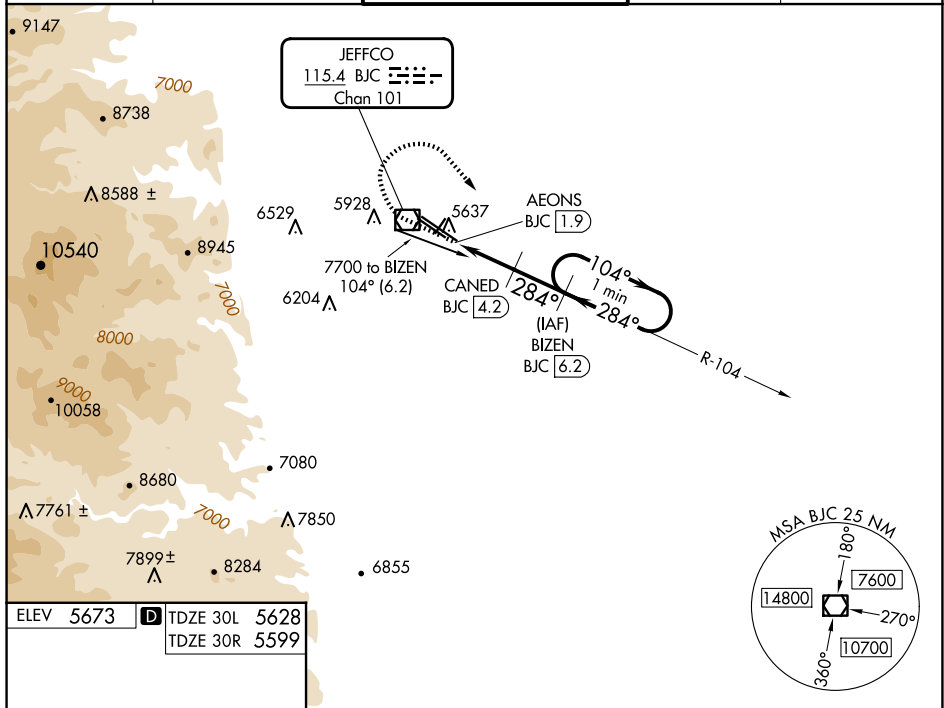 9147
7000
JEFFCO
115.4 BJC
Chan 101
8738
8588 ±
6529
5928
5637
AEONS
BJC 1.9
10540
8945
7700 to BIZEN
104° (6.2)
104°
1 min
284°
CANED
BJC 4.2
284°
7000
6204
(IAF)
BIZEN
BJC 6.2
R-104
8000
9000
10058
7080
8680
7761 ±
7000
7850
7899 ±
8284
6855
MSA BJC 25 NM
180°
7600
14800
270°
10700
360°
ELEV 5673 D TDZE 30L 5628
TDZE 30R 5599